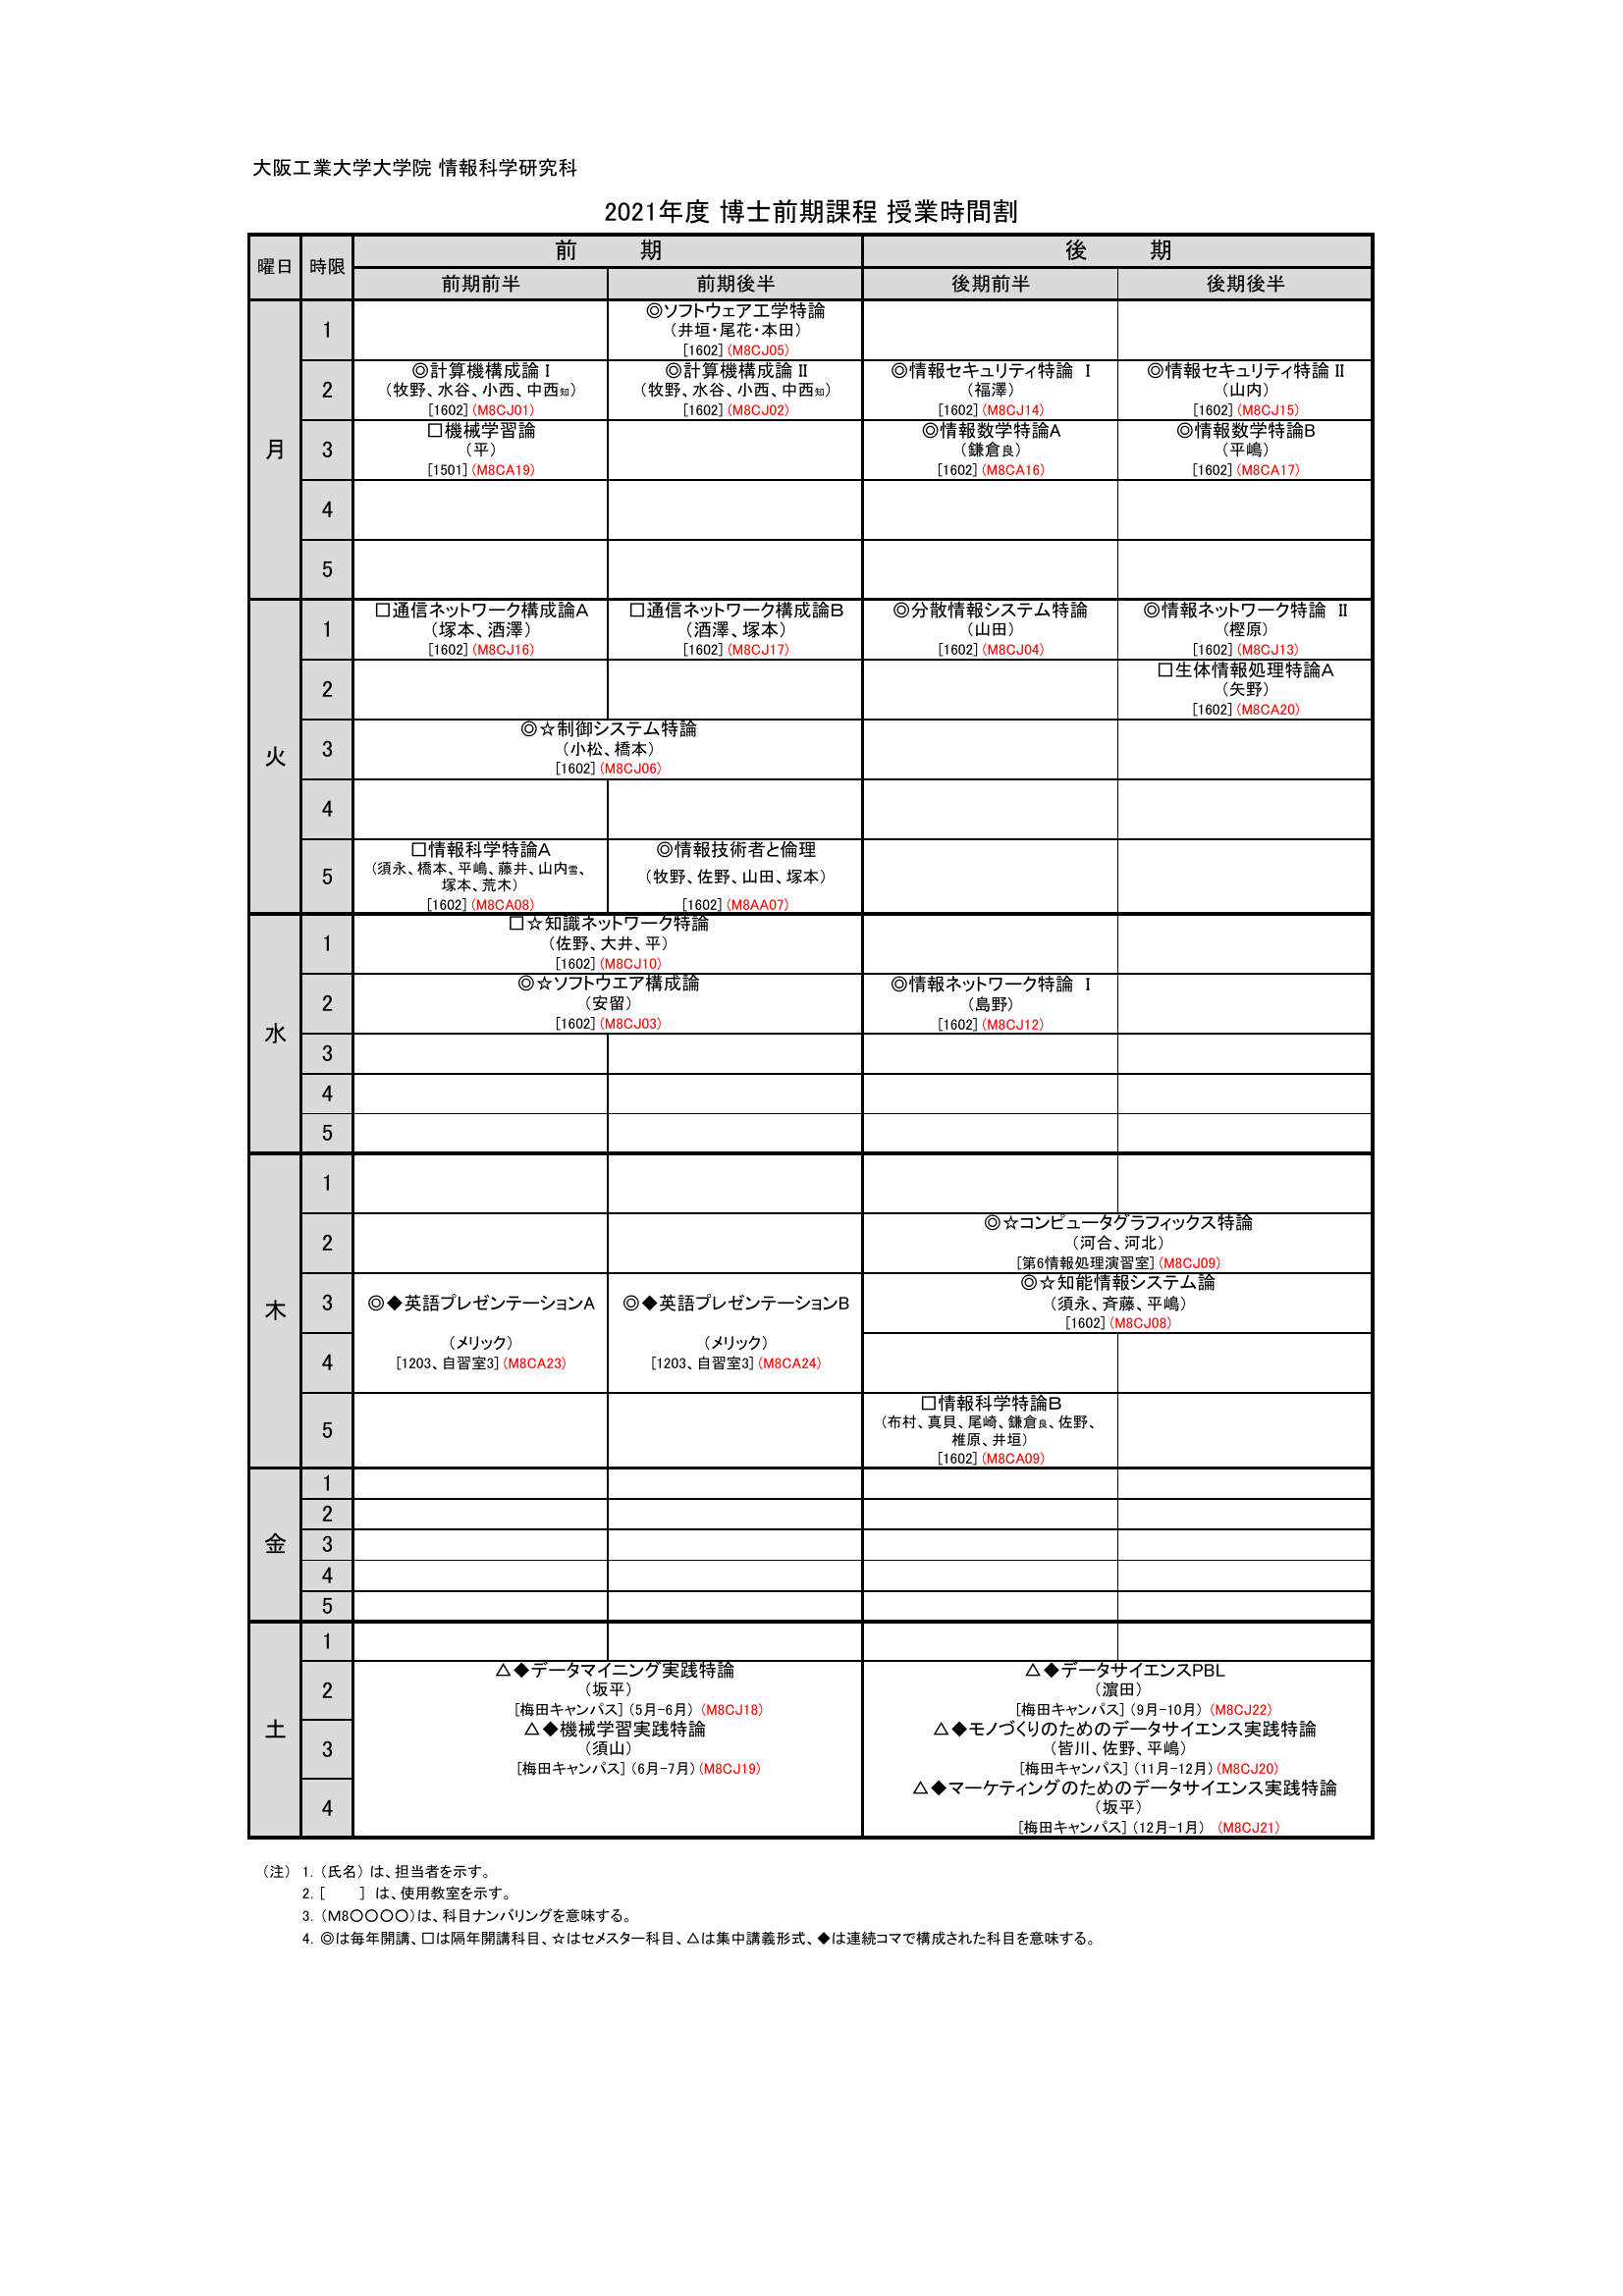 大阪工業大学大学院 情報科学研究科
2021年度 博士前期課程 授業時間割
曜日 時限 前 期 後 期
前期前半 前期後半 後期前半 後期後半
月
1
◎ソフトウェア工学特論
（井垣・尾花・本田）
[1602] (M8CJ05)
2
◎計算機構成論 I
（牧野、水谷、小西、中西知）
[1602] (M8CJ01)
◎計算機構成論 II
（牧野、水谷、小西、中西知）
[1602] (M8CJ02)
◎情報セキュリティ特論 I
（福澤）
[1602] (M8CJ14)
◎情報セキュリティ特論 II
（山内）
[1602] (M8CJ15)
3
□機械学習論
（平）
[1501] (M8CA19)
◎情報数学特論A
（鎌倉良）
[1602] (M8CA16)
◎情報数学特論B
（平嶋）
[1602] (M8CA17)
4
5
火
1
□通信ネットワーク構成論A
（塚本、酒澤）
[1602] (M8CJ16)
□通信ネットワーク構成論B
（酒澤、塚本）
[1602] (M8CJ17)
◎分散情報システム特論
（山田）
[1602] (M8CJ04)
◎情報ネットワーク特論 II
（樫原）
[1602] (M8CJ13)
2
□生体情報処理特論A
（矢野）
[1602] (M8CA20)
3
◎☆制御システム特論
（小松、橋本）
[1602] (M8CJ06)
4
5
□情報科学特論A
（須永、橋本、平嶋、藤井、山内雪、
塚本、荒木）
[1602] (M8CA08)
◎情報技術者と倫理
（牧野、佐野、山田、塚本）
[1602] (M8AA07)
水
1
□☆知識ネットワーク特論
（佐野、大井、平）
[1602] (M8CJ10)
2
◎☆ソフトウエア構成論
（安留）
[1602] (M8CJ03)
◎情報ネットワーク特論 I
（島野）
[1602] (M8CJ12)
3
4
5
木
1
2
◎☆コンピュータグラフィックス特論
（河合、河北）
[第6情報処理演習室] (M8CJ09)
3
◎◆英語プレゼンテーションA
（メリック）
[1203、自習室3] (M8CA23)
◎◆英語プレゼンテーションB
（メリック）
[1203、自習室3] (M8CA24)
◎☆知能情報システム論
（須永、斉藤、平嶋）
[1602] (M8CJ08)
4
5
□情報科学特論B
（布村、真貝、尾崎、鎌倉良、佐野、
椎原、井垣）
[1602] (M8CA09)
金
1
2
3
4
5
土
1
2
△◆データマイニング実践特論
（坂平）
[梅田キャンパス]（5月-6月） (M8CJ18)
△◆データサイエンスPBL
（濵田）
[梅田キャンパス]（9月-10月） (M8CJ22)
3
△◆機械学習実践特論
（須山）
[梅田キャンパス]（6月-7月） (M8CJ19)
△◆モノづくりのためのデータサイエンス実践特論
（皆川、佐野、平嶋）
[梅田キャンパス]（11月-12月） (M8CJ20)
4
△◆マーケティングのためのデータサイエンス実践特論
（坂平）
[梅田キャンパス]（12月-1月） (M8CJ21)
（注） 1.（氏名）は、担当者を示す。
2. [　　] は、使用教室を示す。
3.（M8〇〇〇〇）は、科目ナンバリングを意味する。
4. ◎は毎年開講、□は隔年開講科目、☆はセメスター科目、△は集中講義形式、◆は連続コマで構成された科目を意味する。